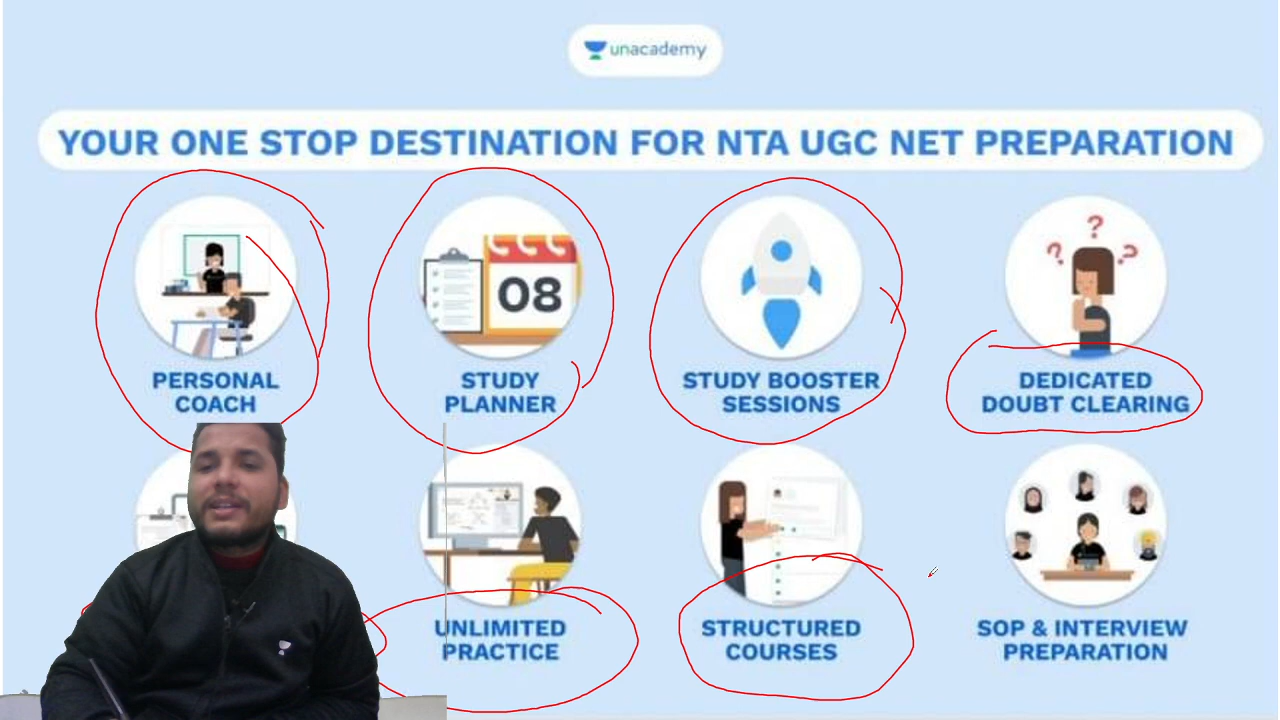 unacademy
YOUR ONE STOP DESTINATION FOR NTA UGC NET PREPARATION
08
PERSONAL
COACH
STUDY
PLANNER
STUDY BOOSTER
SESSIONS
DEDICATED
DOUBT CLEARING
UNLIMITED
PRACTICE
STRUCTURED
COURSES
SOP & INTERVIEW
PREPARATION